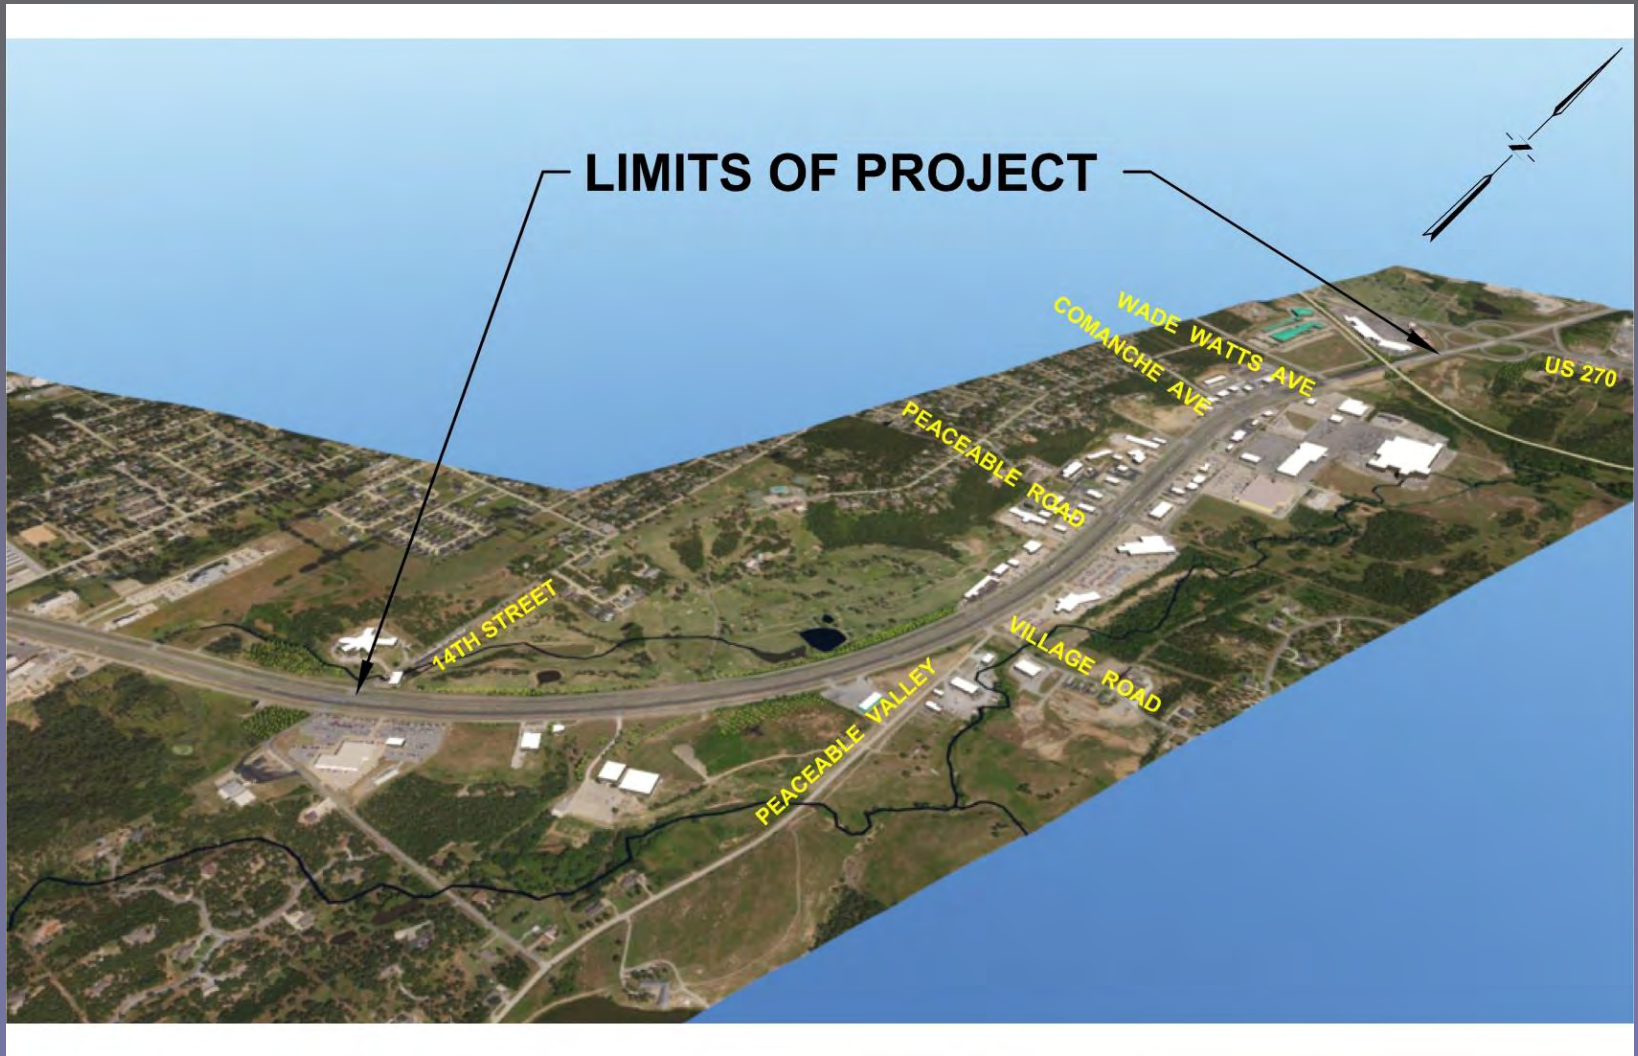 LIMITS OF PROJECT
WADE WATTS AVE
COMANCHE AVE
US 270
PEACEABLE ROAD
14TH STREET
VILLAGE ROAD
PEACEABLE VALLEY